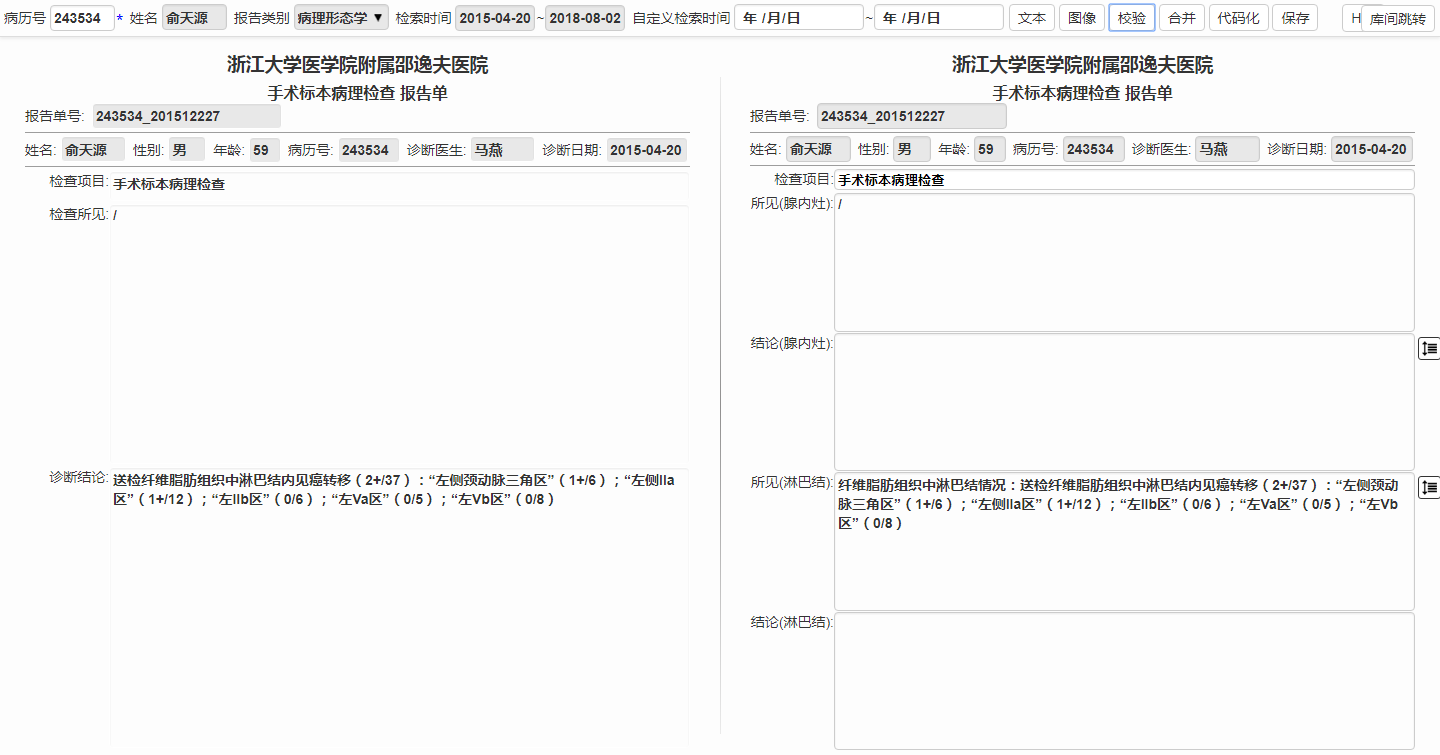 病历号 243534 * 姓名 俞天源 报告类别 病理形态学 ▼ 检索时间 2015-04-20 ~ 2018-08-02 自定义检索时间 年 /月/日 ~ 年 /月/日 文本 图像 校验 合并 代码化 保存 H 库间跳转
浙江大学医学院附属邵逸夫医院
手术标本病理检查 报告单
报告单号: 243534_201512227
姓名: 俞天源 性别: 男 年龄: 59 病历号: 243534 诊断医生: 马燕 诊断日期: 2015-04-20
检查项目: 手术标本病理检查
检查所见: /
诊断结论: 送检纤维脂肪组织中淋巴结内见癌转移（2+/37）：“左侧颈动脉三角区”（1+/6）；“左侧IIa
区”（1+/12）；“左IIb区”（0/6）；“左Va区”（0/5）；“左Vb区”（0/8）
浙江大学医学院附属邵逸夫医院
手术标本病理检查 报告单
报告单号: 243534_201512227
姓名: 俞天源 性别: 男 年龄: 59 病历号: 243534 诊断医生: 马燕 诊断日期: 2015-04-20
检查项目: 手术标本病理检查
所见(腺内灶): /
结论(腺内灶):
所见(淋巴结): 纤维脂肪组织中淋巴结情况：送检纤维脂肪组织中淋巴结内见癌转移（2+/37）：“左侧颈动
脉三角区”（1+/6）；“左侧IIa区”（1+/12）；“左IIb区”（0/6）；“左Va区”（0/5）；“左Vb
区”（0/8）
结论(淋巴结):